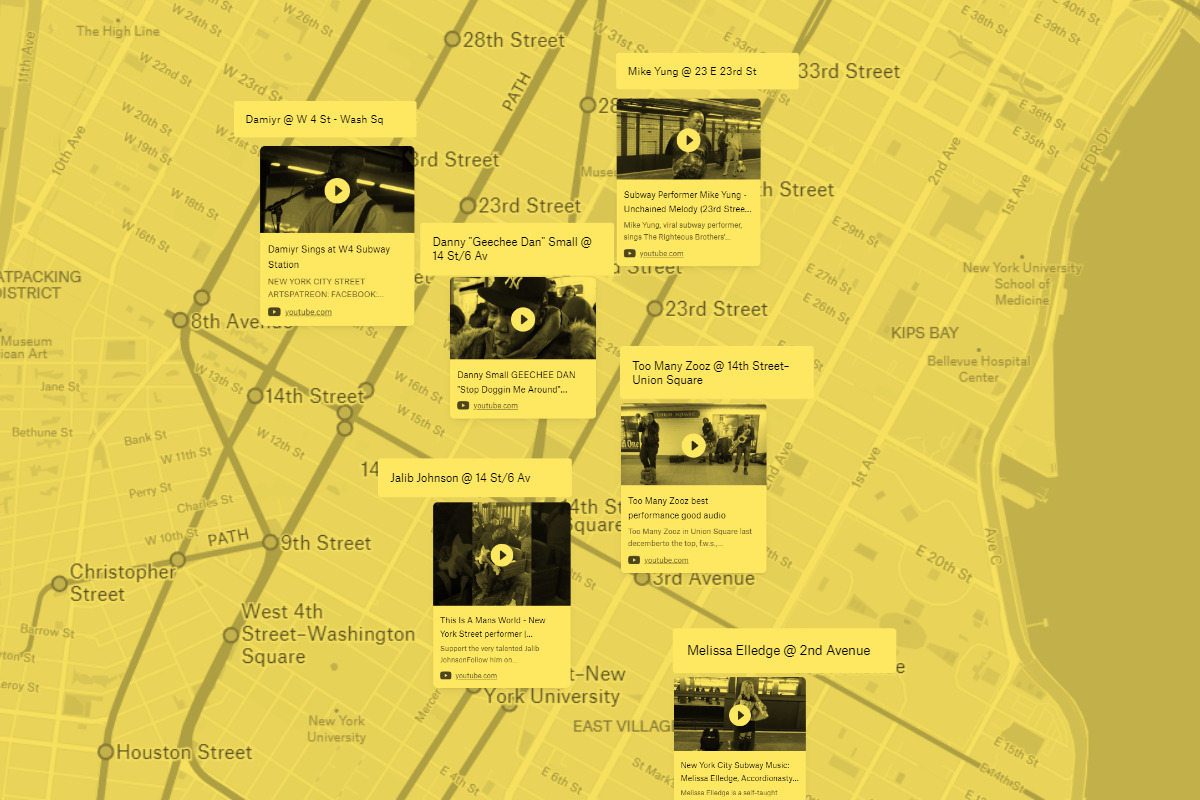 W 24th St
W 26th St
The High Line
11th Ave
28th Street
W 31st St
E 33rd St
E 38th St
E 39th St
E 40th St
W 22nd St
W 23rd St
PATH
Mike Yung @ 23 E 23rd St
33rd Street
28
W 20th St
W 19th St
W 21st St
10th Ave
Damiyr @ W 4 St - Wash Sq
3rd Street
E 36th St
E 35th St
FDR Dr
2nd Ave
1st Ave
W 18th St
W 16th St
23rd Street
th Street
Subway Performer Mike Yung -
Unchained Melody (23rd Stree...
Mike Yung, viral subway performer,
sings The Righteous Brothers'...
youtube.com
E 29th St
E 27th St
E 26th St
Damiyr Sings at W4 Subway
Station
NEW YORK CITY STREET
ARTSPATREON: FACEBOOK:...
youtube.com
Danny "Geechee Dan" Small @
14 St/6 Av
d Street
23rd Street
New York University
School of
Medicine
KIPS BAY
Bellevue Hospital
Center
ATPACKING
DISTRICT
8th Avenue
Museum
ican Art
Danny Small GEECHEE DAN
"Stop Doggin Me Around"...
youtube.com
Too Many Zooz @ 14th Street–
Union Square
W 13th St
14th Street
W 16th St
W 15th St
Jane St
Bethune St
Bank St
W 12th St
W 11th St
Perry St
Charles St
W 10th St
PATH
14
Jalib Johnson @ 14 St/6 Av
4th St
Square
Too Many Zooz best
performance good audio
Too Many Zooz in Union Square last
decemberto the top, f.w.s.,...
youtube.com
nd Ave
1st Ave
Ave C
E 20th St
3rd Avenue
9th Street
Christopher
Street
West 4th
Street–Washington
Square
Barrow St
rton St
eroy St
This Is A Mans World - New
York Street performer |...
Support the very talented Jalib
JohnsonFollow him on...
youtube.com
Melissa Elledge @ 2nd Avenue
e
t–New
York University
Mercer
New York
University
EAST VILLAG
Houston Street
E 4th St
E 6th St
St Mark
New York City Subway Music:
Melissa Elledge, Accordionasty...
Melissa Elledge is a self-taught
E 15th St
E 14th St